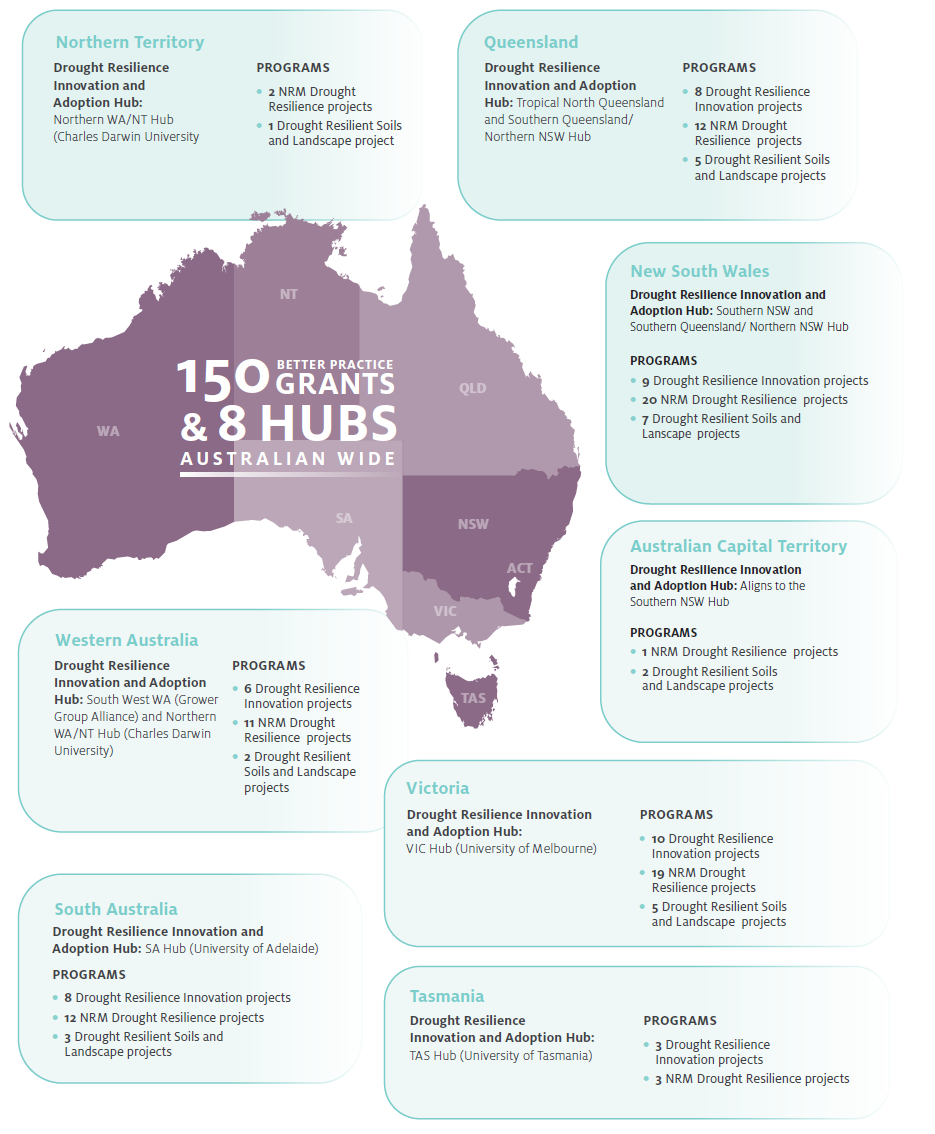 Northern Territory
Drought Resilience
Innovation and
Adoption Hub:
Northern WA/NT Hub
(Charles Darwin University
PROGRAMS
• 2 NRM Drought
Resilience projects
• 1 Drought Resilient Soils
and Landscape project
Queensland
Drought Resilience
Innovation and Adoption
Hub: Tropical North Queensland
and Southern Queensland/
Northern NSW Hub
PROGRAMS
• 8 Drought Resilience
Innovation projects
• 12 NRM Drought
Resilience projects
• 5 Drought Resilient Soils
and Landscape projects
New South Wales
Drought Resilience Innovation and
Adoption Hub: Southern NSW and
Southern Queensland/ Northern NSW Hub
PROGRAMS
• 9 Drought Resilience Innovation projects
• 20 NRM Drought Resilience projects
• 7 Drought Resilient Soils and
Lanscape projects
NT
QLD
WA
SA
NSW
ACT
VIC
TAS
150 BETTER PRACTICE
GRANTS
& 8 HUBS
AUSTRALIAN WIDE
Australian Capital Territory
Drought Resilience Innovation
and Adoption Hub: Aligns to the
Southern NSW Hub
PROGRAMS
• 1 NRM Drought Resilience projects
• 2 Drought Resilient Soils
and Landscape projects
Western Australia
Drought Resilience
Innovation and Adoption
Hub: South West WA (Grower
Group Alliance) and Northern
WA/NT Hub (Charles Darwin
University)
PROGRAMS
• 6 Drought Resilience
Innovation projects
• 11 NRM Drought
Resilience projects
• 2 Drought Resilient
Soils and Landscape
projects
Victoria
Drought Resilience Innovation
and Adoption Hub:
VIC Hub (University of Melbourne)
PROGRAMS
• 10 Drought Resilience
Innovation projects
• 19 NRM Drought
Resilience projects
• 5 Drought Resilient Soils
and Landscape projects
South Australia
Drought Resilience Innovation and
Adoption Hub: SA Hub (University of Adelaide)
PROGRAMS
• 8 Drought Resilience Innovation projects
• 12 NRM Drought Resilience projects
• 3 Drought Resilient Soils and
Landscape projects
Tasmania
Drought Resilience
Innovation and Adoption Hub:
TAS Hub (University of Tasmania)
PROGRAMS
• 3 Drought Resilience
Innovation projects
• 3 NRM Drought Resilience projects